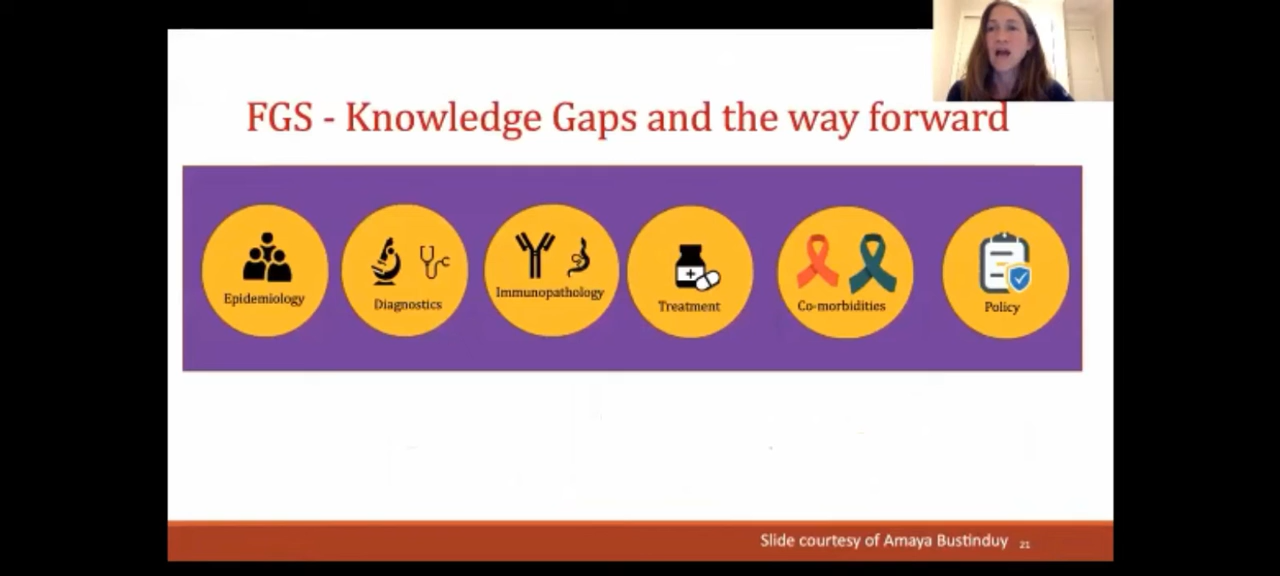 FGS - Knowledge Gaps and the way forward
Epidemiology
Diagnostics
Immunopathology
Treatment
Co-morbidities
Policy
Slide courtesy of Amaya Bustinduy 21